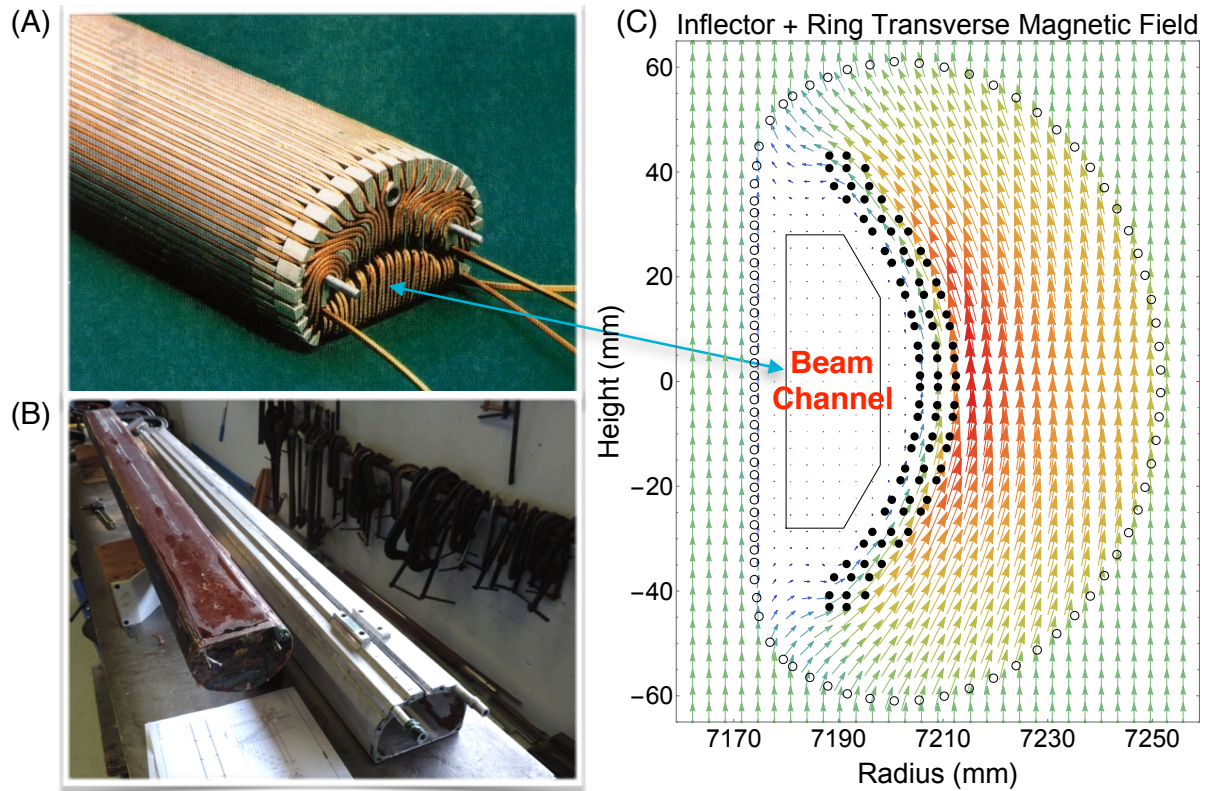 (A)
(B)
(C) Inflector + Ring Transverse Magnetic Field
60
40
20
0
−20
−40
−60
Height (mm)
Beam
Channel
7170 7190 7210 7230 7250
Radius (mm)